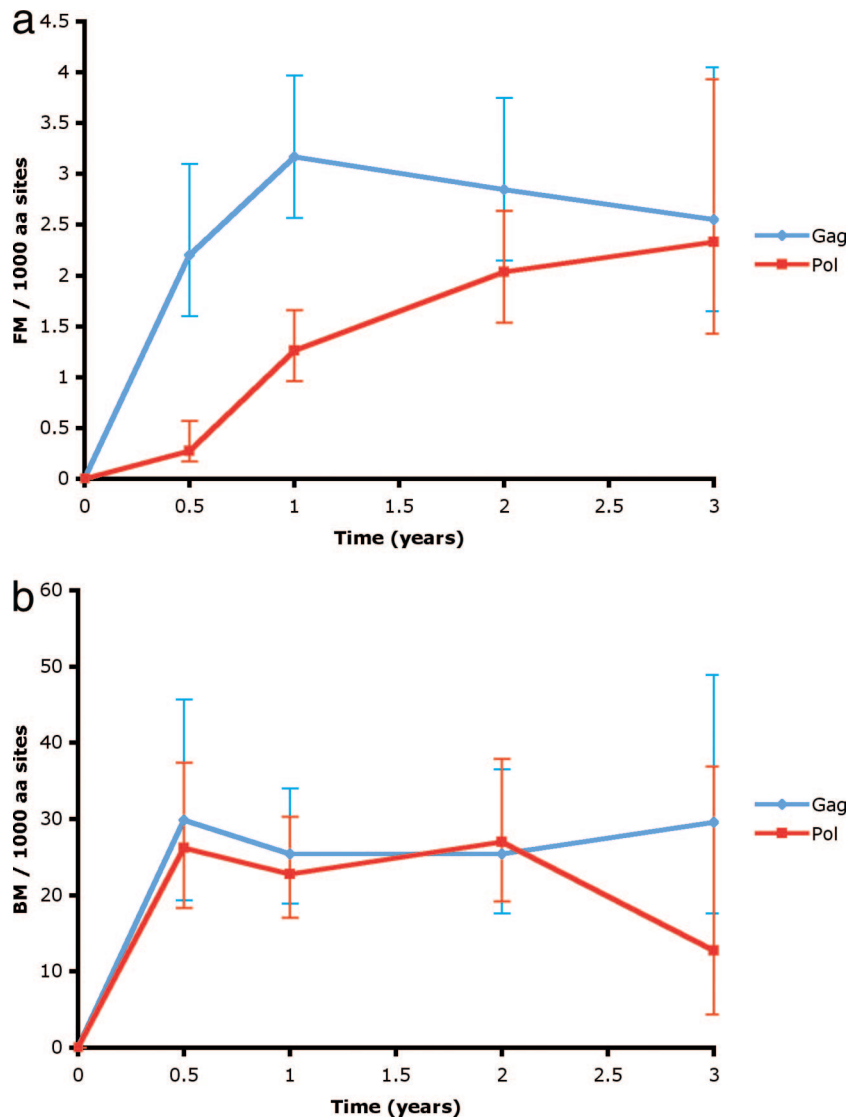 a
4.5
4
3.5
3
2.5
2
1.5
1
0.5
0
FM / 1000 aa sites
0 0.5 1 1.5 2 2.5 3
Time (years)
Gag
Pol
b
60
50
40
30
20
10
0
BM / 1000 aa sites
0 0.5 1 1.5 2 2.5 3
Time (years)
Gag
Pol